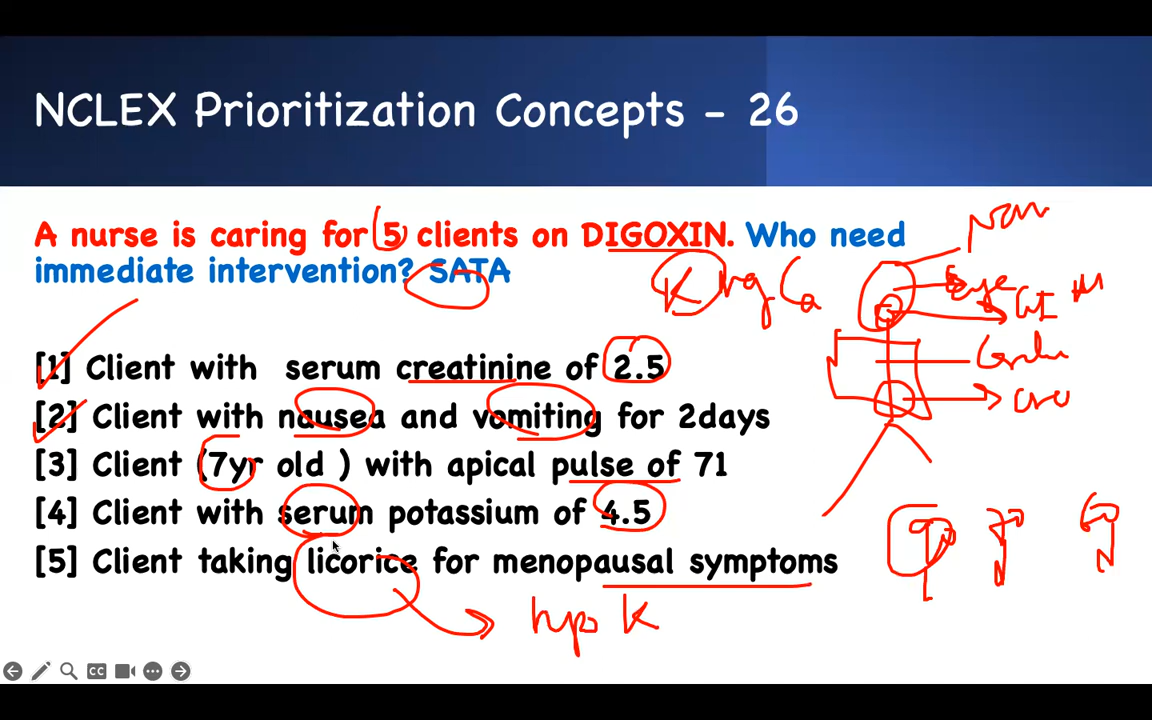 NCLEX Prioritization Concepts - 26
A nurse is caring for 5 clients on DIGOXIN. Who need
immediate intervention? SATA
K mg Ca
Eye
GI
[1] Client with serum creatinine of 2.5
[2] Client with nausea and vomiting for 2days
[3] Client (7yr old ) with apical pulse of 71
[4] Client with serum potassium of 4.5
[5] Client taking licorice for menopausal symptoms
hypo K